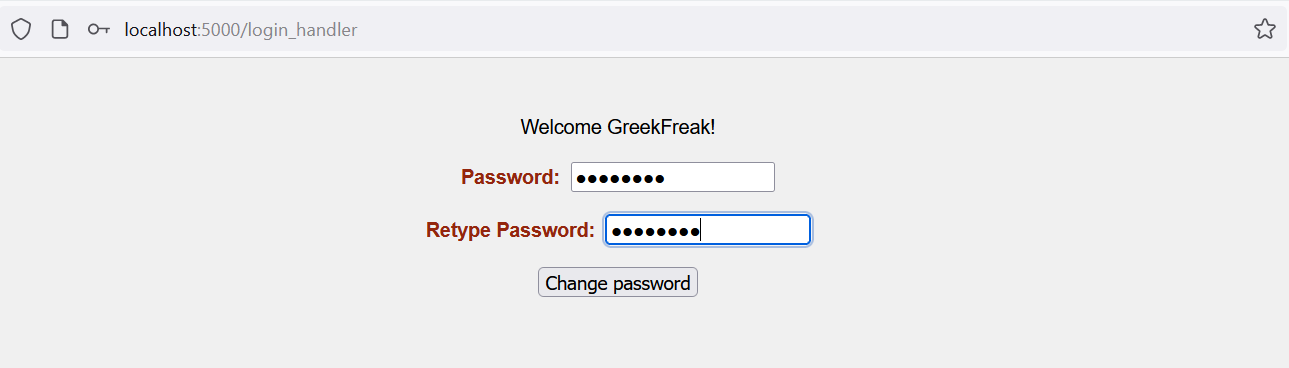 localhost:5000/login_handler
Welcome GreekFreak!
Password: ●●●●●●●●
Retype Password: ●●●●●●●●
Change password